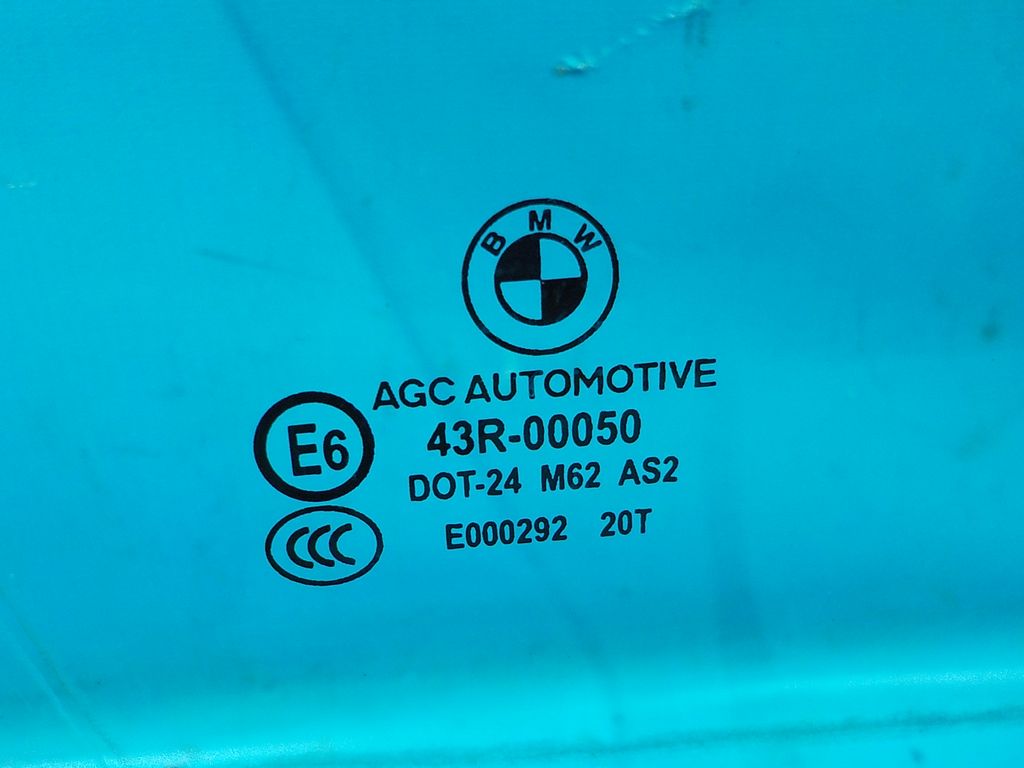 BMW
AGC AUTOMOTIVE
E6
43R-00050
DOT-24 M62 AS2
CCC
E000292 20T